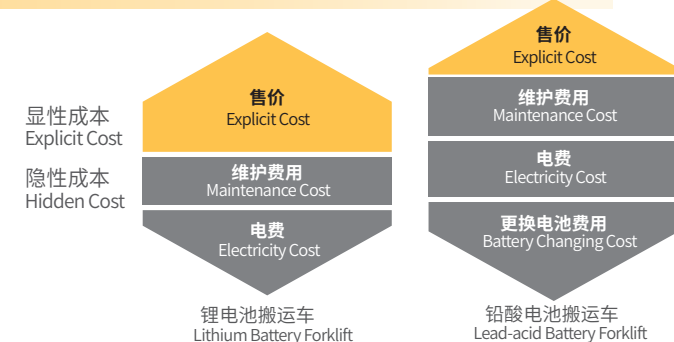 显性成本
Explicit Cost
隐性成本
Hidden Cost
售价
Explicit Cost
维护费用
Maintenance Cost
电费
Electricity Cost
锂电池搬运车
Lithium Battery Forklift
售价
Explicit Cost
维护费用
Maintenance Cost
电费
Electricity Cost
更换电池费用
Battery Changing Cost
铅酸电池搬运车
Lead-acid Battery Forklift